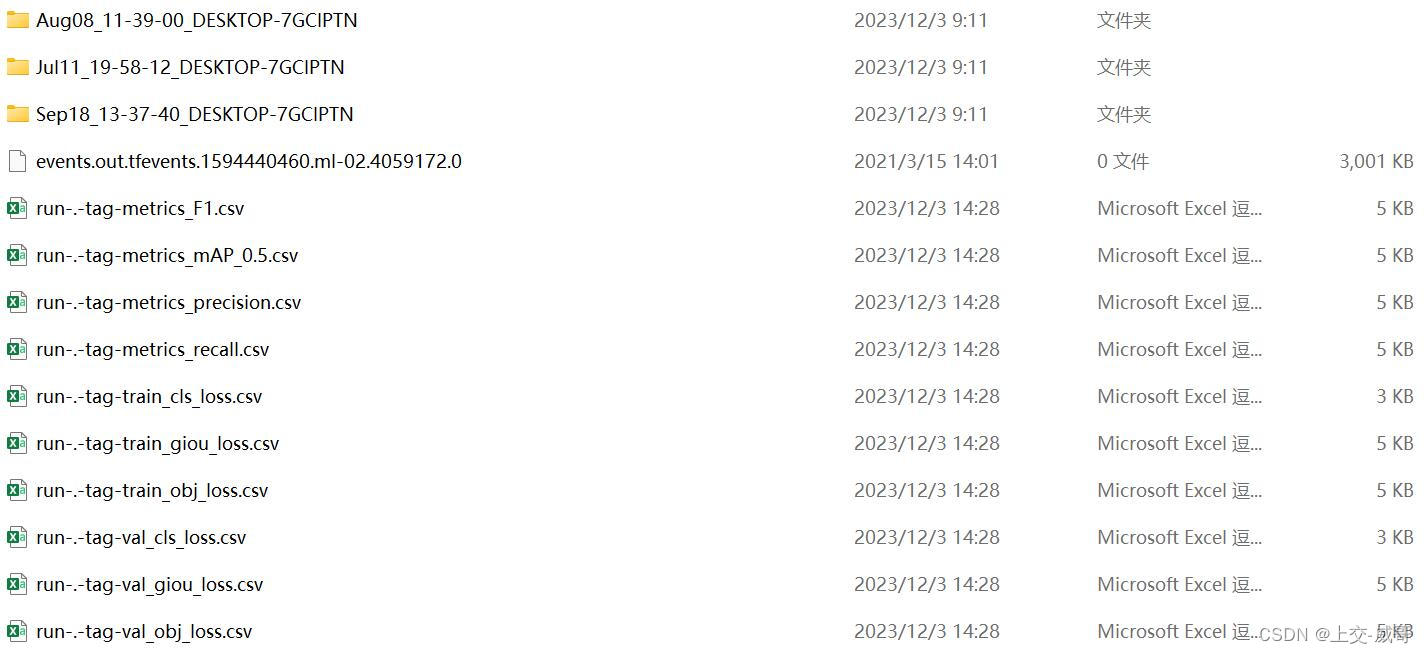 Aug08_11-39-00_DESKTOP-7GCIPTN 2023/12/3 9:11 文件夹
Jul11_19-58-12_DESKTOP-7GCIPTN 2023/12/3 9:11 文件夹
Sep18_13-37-40_DESKTOP-7GCIPTN 2023/12/3 9:11 文件夹
events.out.tfevents.1594440460.ml-02.4059172.0 2021/3/15 14:01 0 文件 3,001 KB
run-.-tag-metrics_F1.csv 2023/12/3 14:28 Microsoft Excel 逗... 5 KB
run-.-tag-metrics_mAP_0.5.csv 2023/12/3 14:28 Microsoft Excel 逗... 5 KB
run-.-tag-metrics_precision.csv 2023/12/3 14:28 Microsoft Excel 逗... 5 KB
run-.-tag-metrics_recall.csv 2023/12/3 14:28 Microsoft Excel 逗... 5 KB
run-.-tag-train_cls_loss.csv 2023/12/3 14:28 Microsoft Excel 逗... 3 KB
run-.-tag-train_giou_loss.csv 2023/12/3 14:28 Microsoft Excel 逗... 5 KB
run-.-tag-train_obj_loss.csv 2023/12/3 14:28 Microsoft Excel 逗... 5 KB
run-.-tag-val_cls_loss.csv 2023/12/3 14:28 Microsoft Excel 逗... 3 KB
run-.-tag-val_giou_loss.csv 2023/12/3 14:28 Microsoft Excel 逗... 5 KB
run-.-tag-val_obj_loss.csv 2023/12/3 14:28 Microsoft Excel 逗... 5 KB
CSDN @上交-威哥